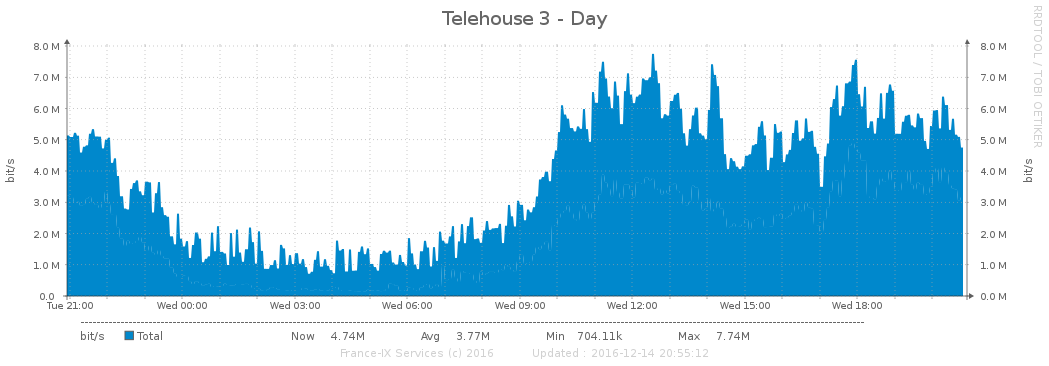 Telehouse 3 - Day
RRDTOOL / TOBI OETIKER
8.0 M 8.0 M
7.0 M 7.0 M
6.0 M 6.0 M
5.0 M 5.0 M
4.0 M 4.0 M
3.0 M 3.0 M
2.0 M 2.0 M
1.0 M 1.0 M
0.0 0.0 M
bit/s
bit/s
Tue 21:00 Wed 00:00 Wed 03:00 Wed 06:00 Wed 09:00 Wed 12:00 Wed 15:00 Wed 18:00
bit/s Total Now 4.74M Avg 3.77M Min 704.11k Max 7.74M
France-IX Services (c) 2016 Updated : 2016-12-14 20:55:12